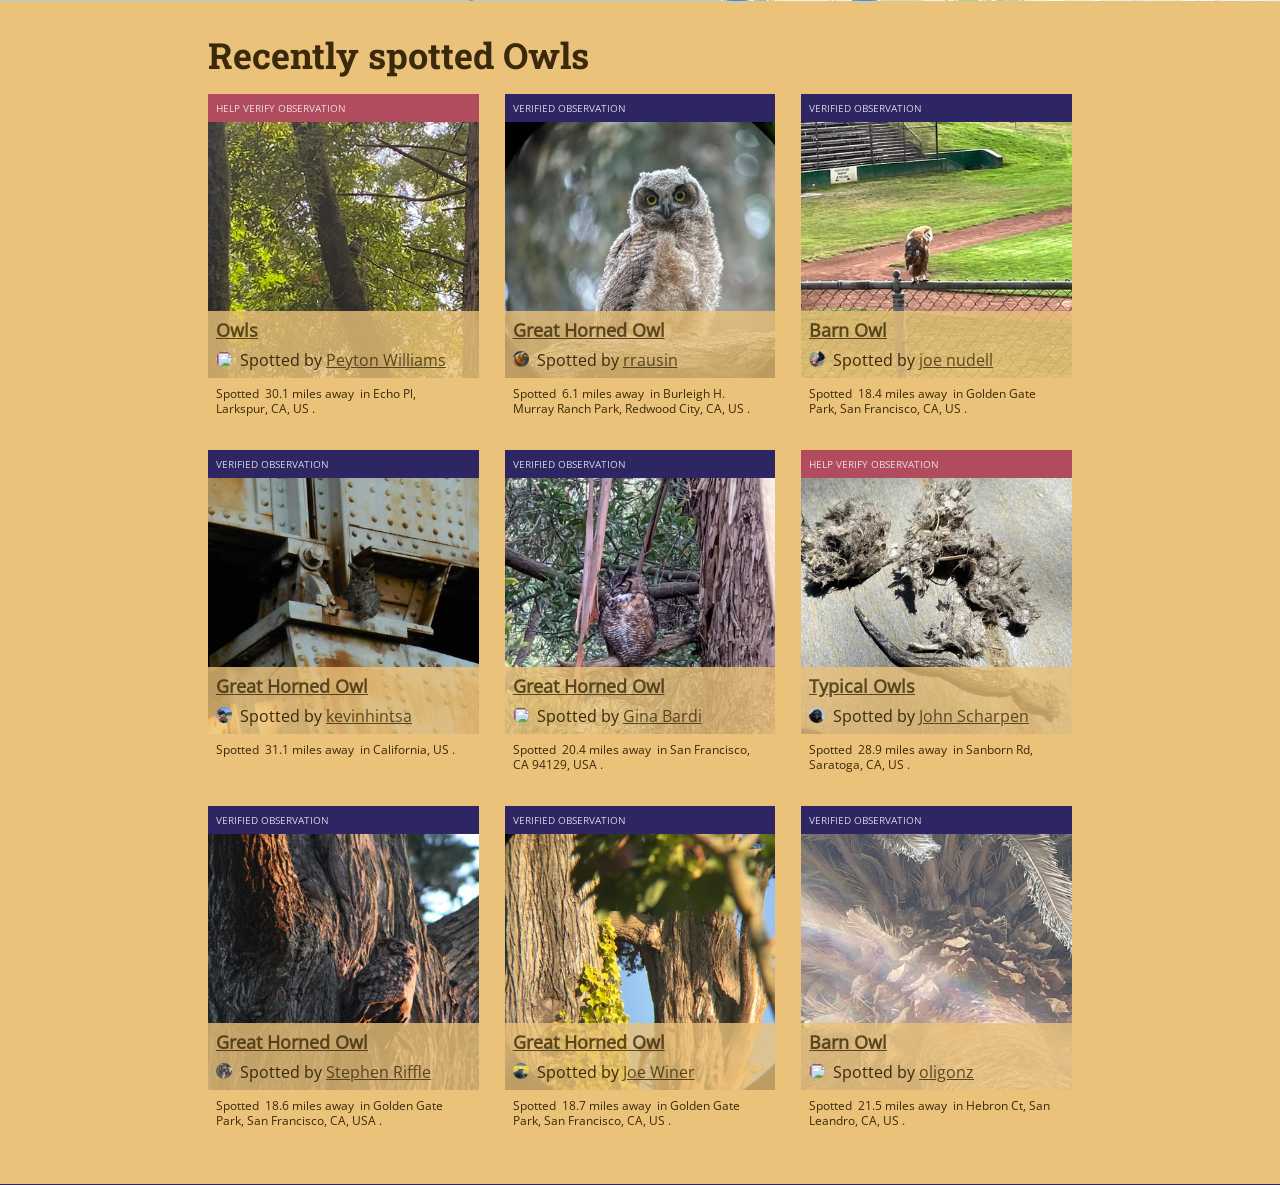 Recently spotted Owls
HELP VERIFY OBSERVATION
Owls
Spotted by Peyton Williams
Spotted 30.1 miles away in Echo Pl,
Larkspur, CA, US .
VERIFIED OBSERVATION
Great Horned Owl
Spotted by rrausin
Spotted 6.1 miles away in Burleigh H.
Murray Ranch Park, Redwood City, CA, US .
VERIFIED OBSERVATION
Barn Owl
Spotted by joe nudell
Spotted 18.4 miles away in Golden Gate
Park, San Francisco, CA, US .
VERIFIED OBSERVATION
Great Horned Owl
Spotted by kevinhintsa
Spotted 31.1 miles away in California, US .
VERIFIED OBSERVATION
Great Horned Owl
Spotted by Gina Bardi
Spotted 20.4 miles away in San Francisco,
CA 94129, USA .
HELP VERIFY OBSERVATION
Typical Owls
Spotted by John Scharpen
Spotted 28.9 miles away in Sanborn Rd,
Saratoga, CA, US .
VERIFIED OBSERVATION
Great Horned Owl
Spotted by Stephen Riffle
Spotted 18.6 miles away in Golden Gate
Park, San Francisco, CA, USA .
VERIFIED OBSERVATION
Great Horned Owl
Spotted by Joe Winer
Spotted 18.7 miles away in Golden Gate
Park, San Francisco, CA, US .
VERIFIED OBSERVATION
Barn Owl
Spotted by oligonz
Spotted 21.5 miles away in Hebron Ct, San
Leandro, CA, US .